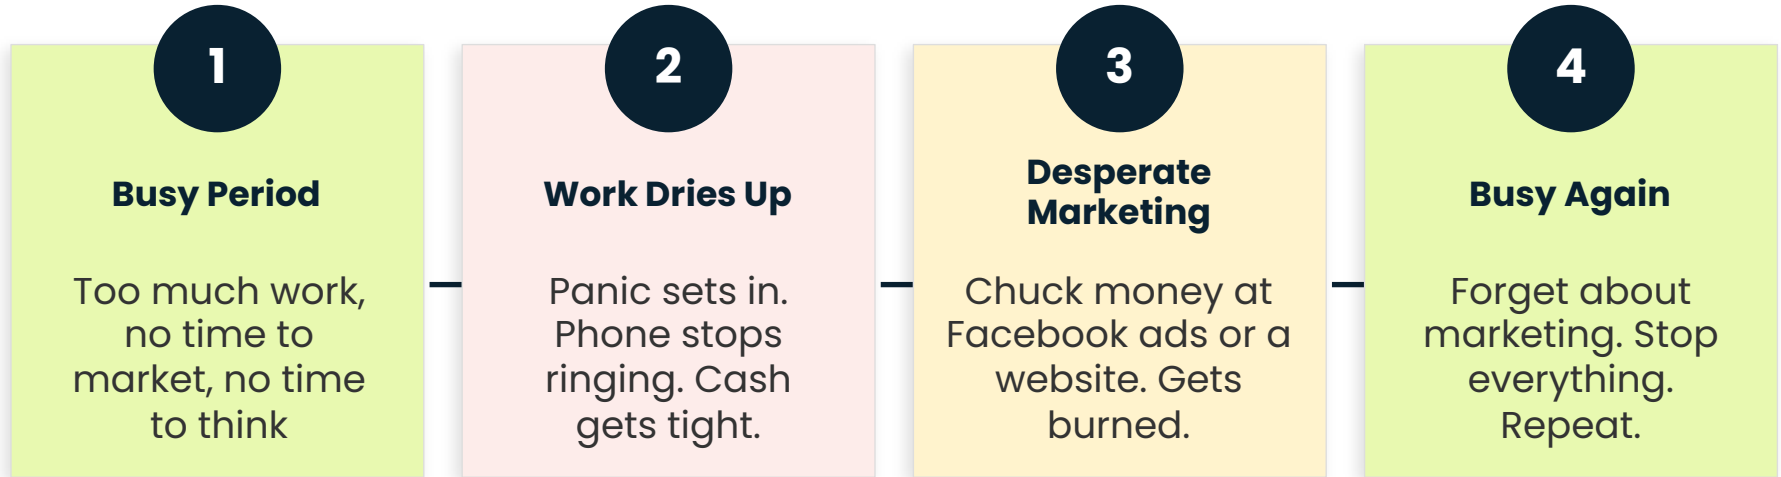 1
Busy Period
Too much work,
no time to
market, no time
to think
2
Work Dries Up
Panic sets in.
Phone stops
ringing. Cash
gets tight.
3
Desperate
Marketing
Chuck money at
Facebook ads or a
website. Gets
burned.
4
Busy Again
Forget about
marketing. Stop
everything.
Repeat.